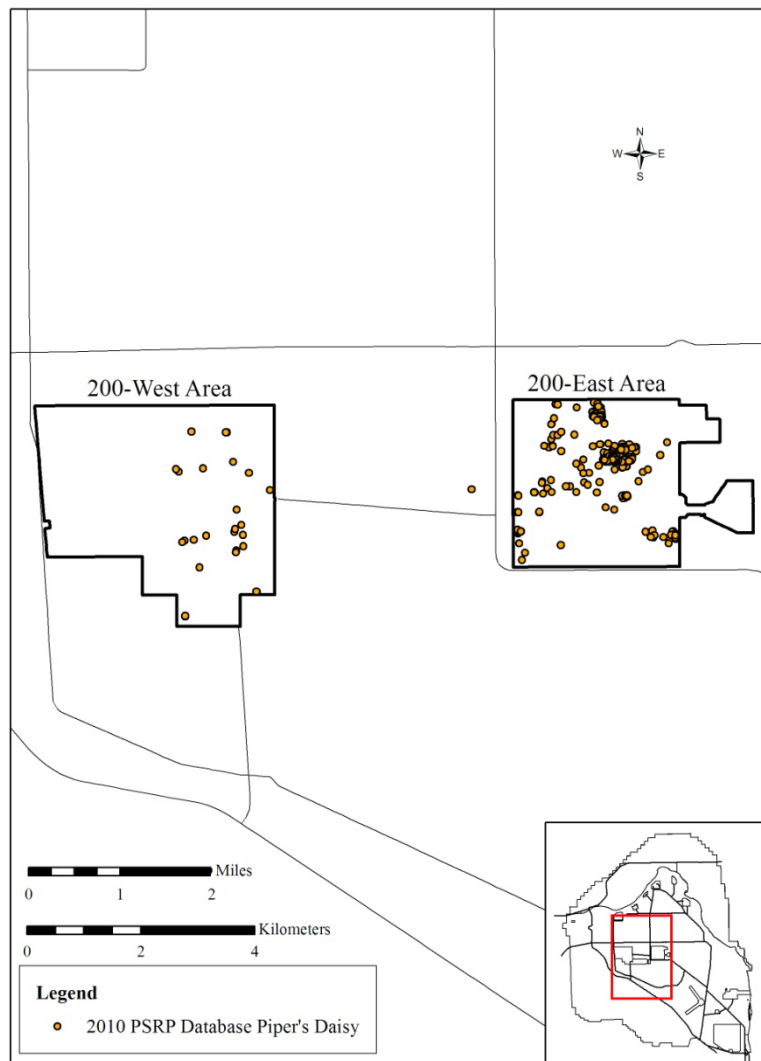 N
W E
S
200-West Area
200-East Area
Miles
0 1 2
Kilometers
0 2 4
Legend
2010 PSRP Database Piper's Daisy